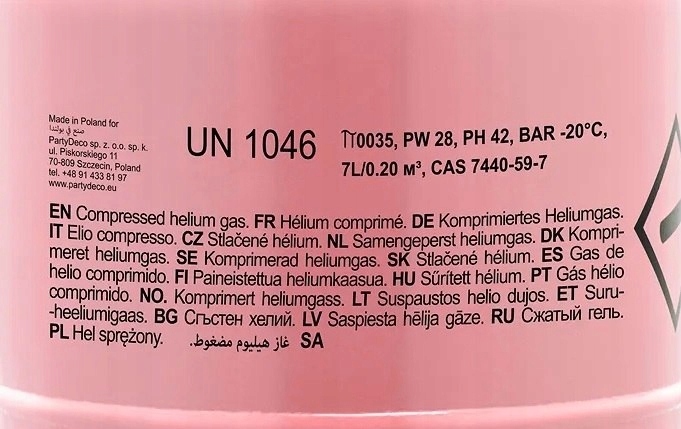 Made in Poland for
صنع في بولندا
PartyDeco sp. z. o.o. sp. k.
ul. Piskorskiego 11
70-809 Szczecin, Poland
tel. +48 91 433 81 97
www.partydeco.eu
UN 1046
π0035, PW 28, PH 42, BAR -20°C,
7L/0.20 м³, CAS 7440-59-7
EN Compressed helium gas. FR Hélium comprimé. DE Komprimiertes Heliumgas.
IT Elio compresso. CZ Stlačené hélium. NL Samengeperst heliumgas. DK Kompri-
meret heliumgas. SE Komprimerad heliumgas. SK Stlačené hélium. ES Gas de
helio comprimido. FI Paineistettua heliumkaasua. HU Sűrített hélium. PT Gás hélio
comprimido. NO. Komprimert heliumgass. LT Suspaustos helio dujos. ET Suru-
-heeliumigaas. BG Сгъстен хелий. LV Saspiesta hēlija gāze. RU Сжатый гель.
PL Hel sprężony. غاز هيليوم مضغوط. SA